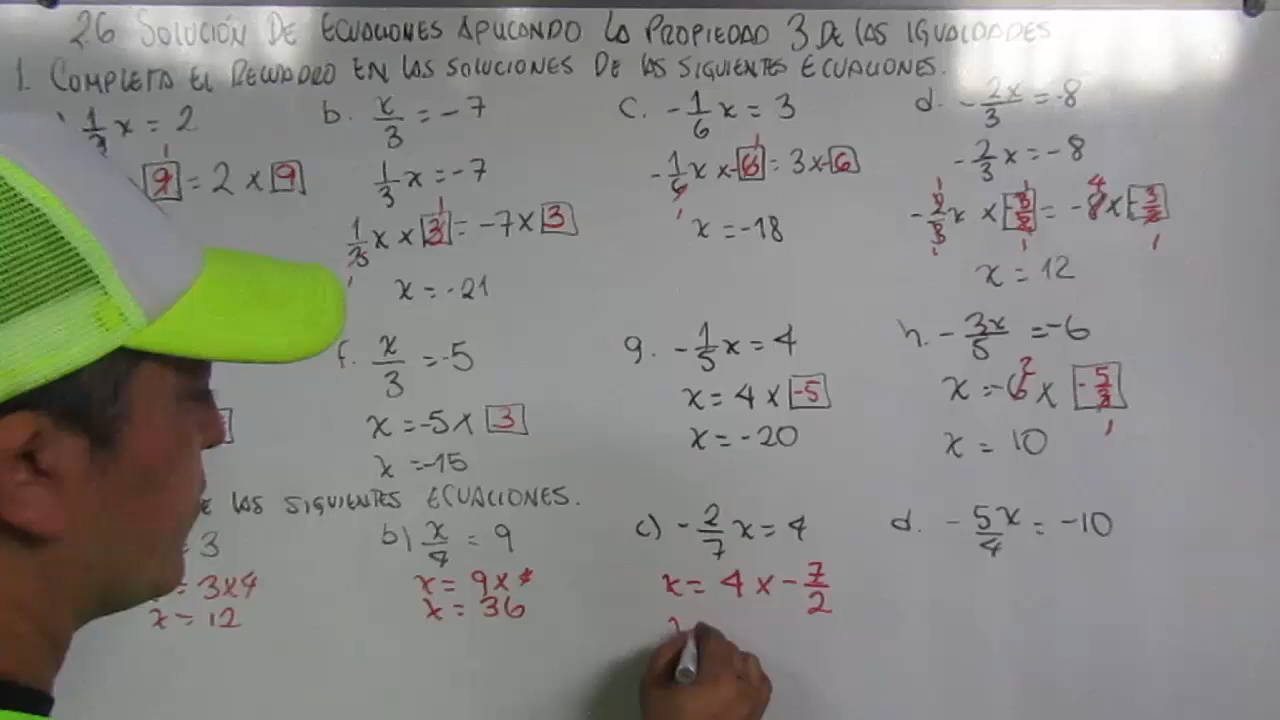 26 SOLUCIÓN DE ECUACIONES APLICANDO LA PROPIEDAD 3 DE LAS IGUALDADES
1. COMPLETA EL RECUADRO EN LAS SOLUCIONES DE LAS SIGUIENTES ECUACIONES.
x = 2
9 = 2 x 9
b. x/3 = -7
1/3 x = -7
1/3 x x 3 = -7 x 3
x = -21
c. -1/6 x = 3
-1/6 x x -6 = 3 x -6
x = -18
d. -2x/3 = -8
-2/3 x = -8
-2/3 x x -3/2 = -8 x -3/2
x = 12
f. x/3 = -5
x = -5 x 3
x = -15
g. -1/5 x = 4
x = 4 x -5
x = -20
h. -3x/5 = -6
x = -6 x -5/3
x = 10
LAS SIGUIENTES ECUACIONES.
= 3
= 3x4
x = 12
b) x/4 = 9
x = 9x
x = 36
c) -2/7 x = 4
x = 4 x -7/2
d. -5x/4 = -10